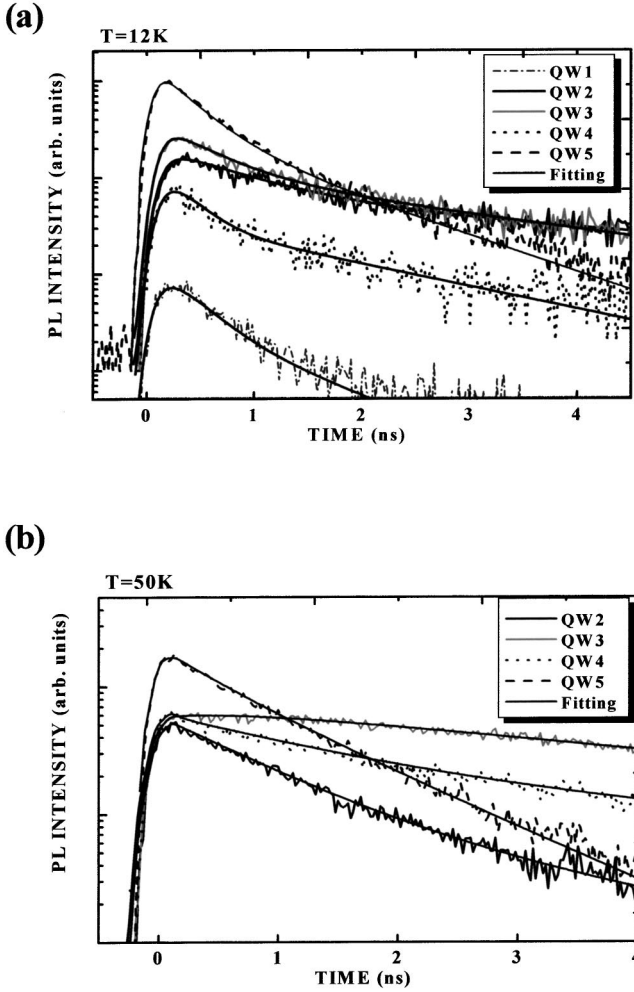 (a)
T=12K
QW1
QW2
QW3
QW4
QW5
Fitting
PL INTENSITY (arb. units)
0 1 2 3 4
TIME (ns)
(b)
T=50K
QW2
QW3
QW4
QW5
Fitting
PL INTENSITY (arb. units)
0 1 2 3 4
TIME (ns)